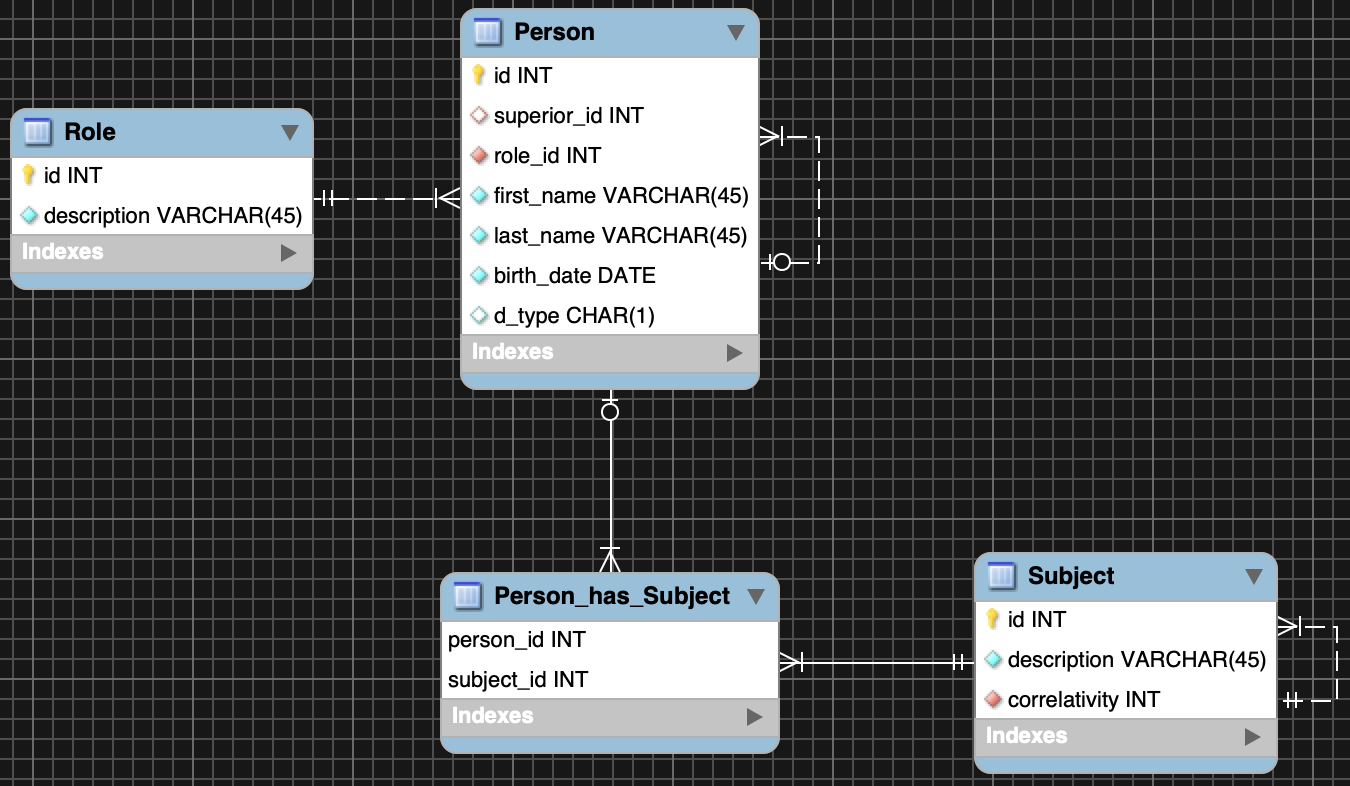 Person
id INT
superior_id INT
role_id INT
first_name VARCHAR(45)
last_name VARCHAR(45)
birth_date DATE
d_type CHAR(1)
Indexes
Role
id INT
description VARCHAR(45)
Indexes
Person_has_Subject
person_id INT
subject_id INT
Indexes
Subject
id INT
description VARCHAR(45)
correlativity INT
Indexes